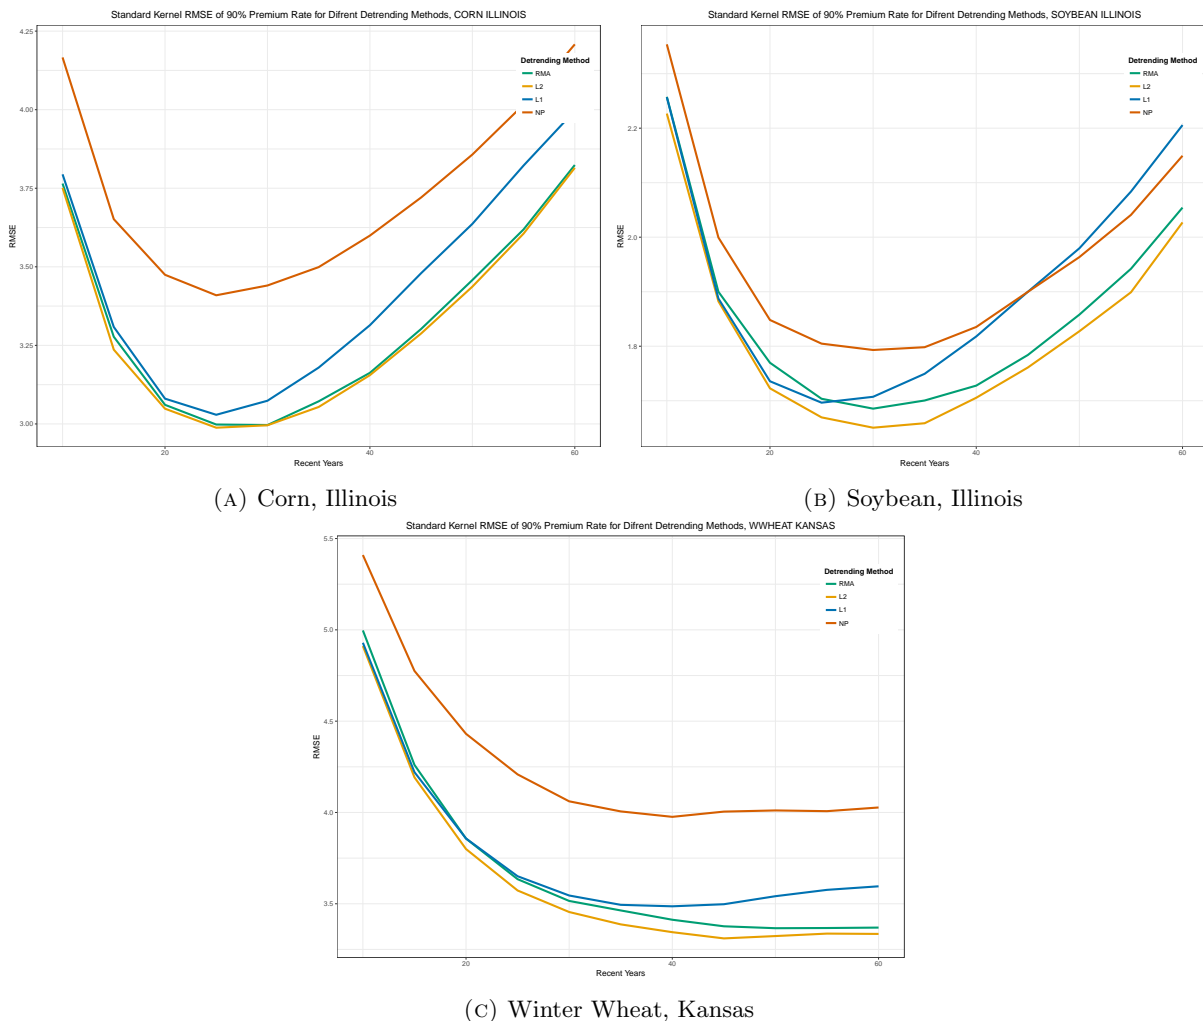 Standard Kernel RMSE of 90% Premium Rate for Difrent Detrending Methods, CORN ILLINOIS
4.25
4.00
3.75
3.50
3.25
3.00
RMSE
20
40
60
Recent Years
Detrending Method
RMA
L2
L1
NP
(A) Corn, Illinois
Standard Kernel RMSE of 90% Premium Rate for Difrent Detrending Methods, SOYBEAN ILLINOIS
2.2
2.0
1.8
RMSE
20
40
60
Recent Years
Detrending Method
RMA
L2
L1
NP
(B) Soybean, Illinois
Standard Kernel RMSE of 90% Premium Rate for Difrent Detrending Methods, WWHEAT KANSAS
5.5
5.0
4.5
4.0
3.5
RMSE
20
40
60
Recent Years
Detrending Method
RMA
L2
L1
NP
(C) Winter Wheat, Kansas